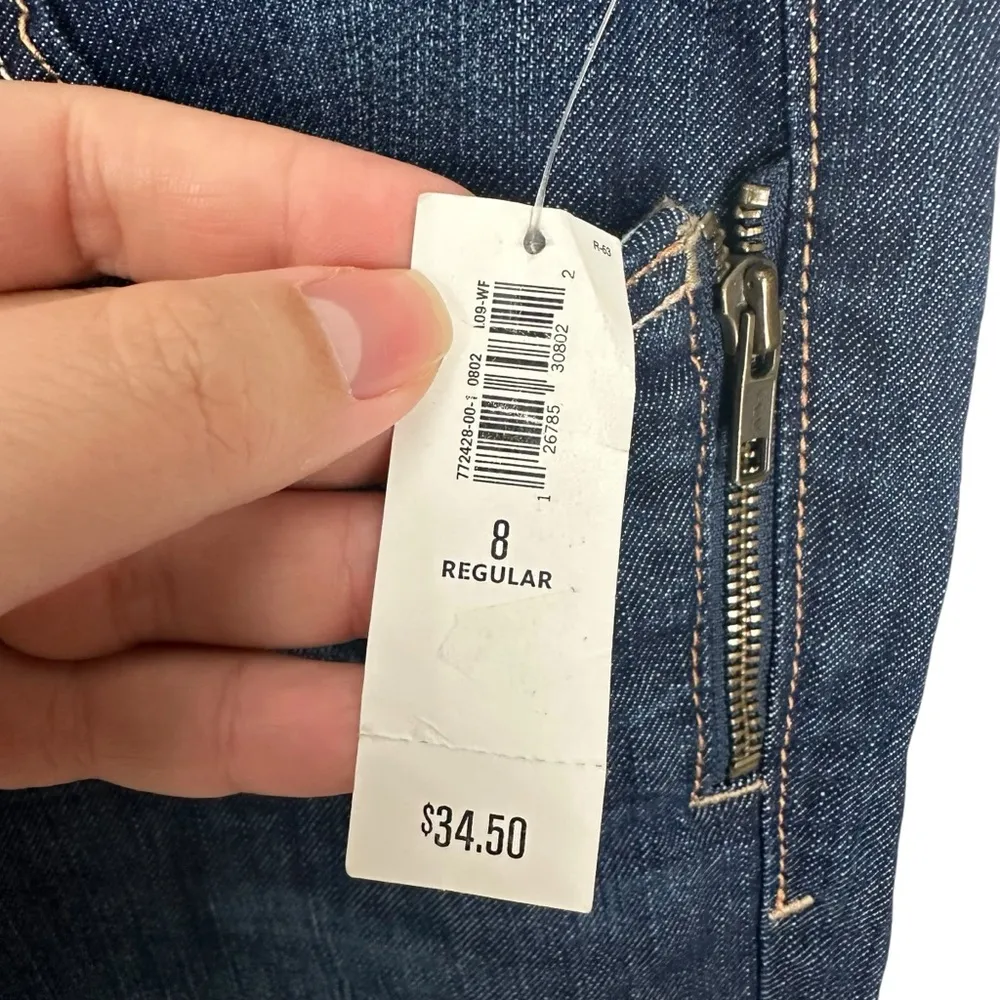 R-63
772428-00-1 0802 L09-WF
1 26785 30802 2
8
REGULAR
$34.50